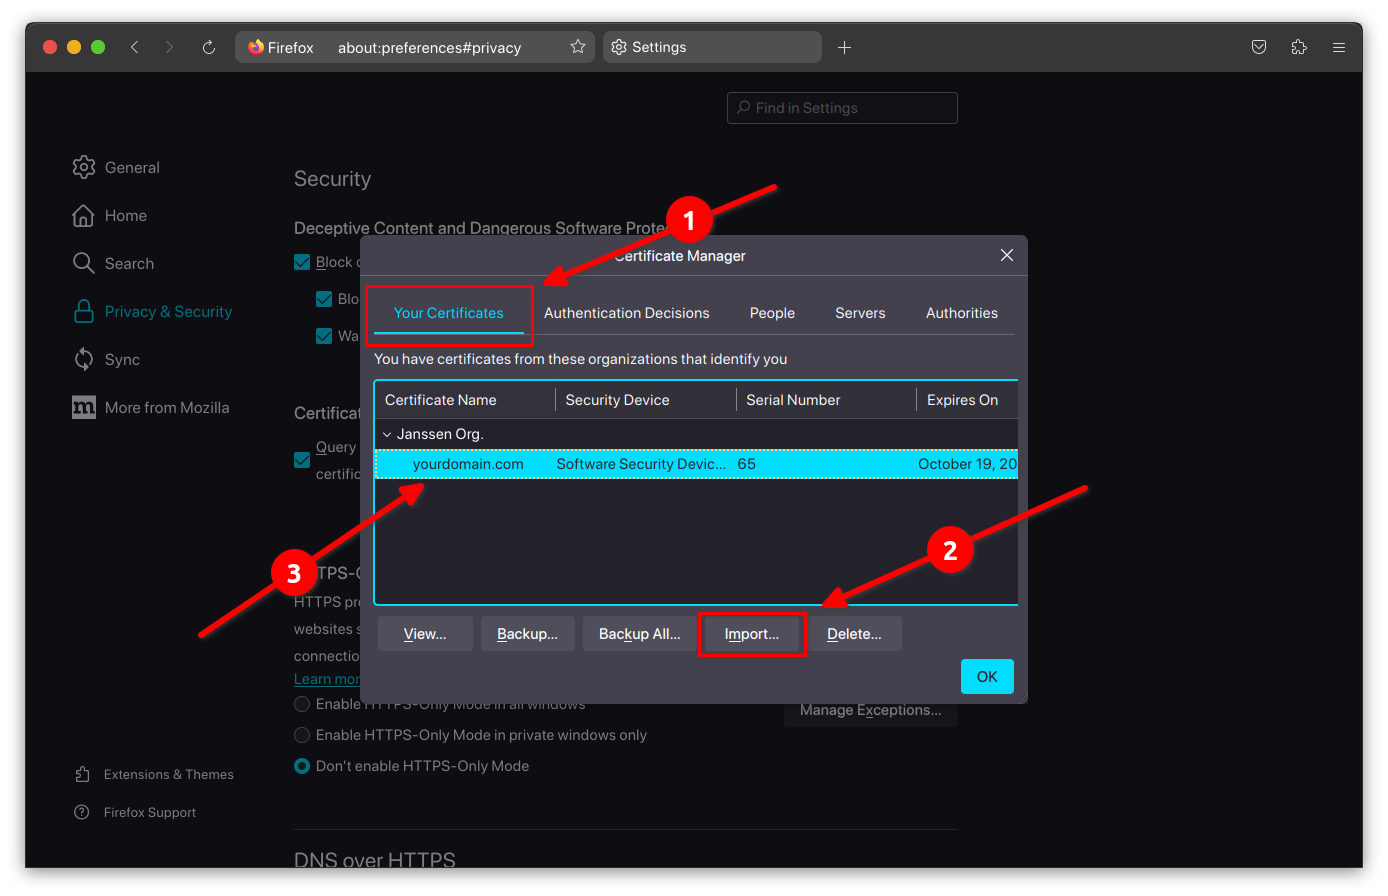 Firefox about:preferences#privacy
Settings
Find in Settings
General
Home
Search
Privacy & Security
Sync
More from Mozilla
Extensions & Themes
Firefox Support
Security
Deceptive Content and Dangerous Software Prote
1
Block
Blo
Wa
Certificat
Query
certific
Certificate Manager
Your Certificates Authentication Decisions People Servers Authorities
You have certificates from these organizations that identify you
Certificate Name Security Device Serial Number Expires On
Janssen Org.
yourdomain.com Software Security Devic... 65 October 19, 20
2
3
View... Backup... Backup All... Import... Delete...
OK
TPS-O
HTTPS pr
websites s
connectio
Learn mor
Enable HTTPS-Only Mode in all windows
Manage Exceptions...
Enable HTTPS-Only Mode in private windows only
Don't enable HTTPS-Only Mode
DNS over HTTPS